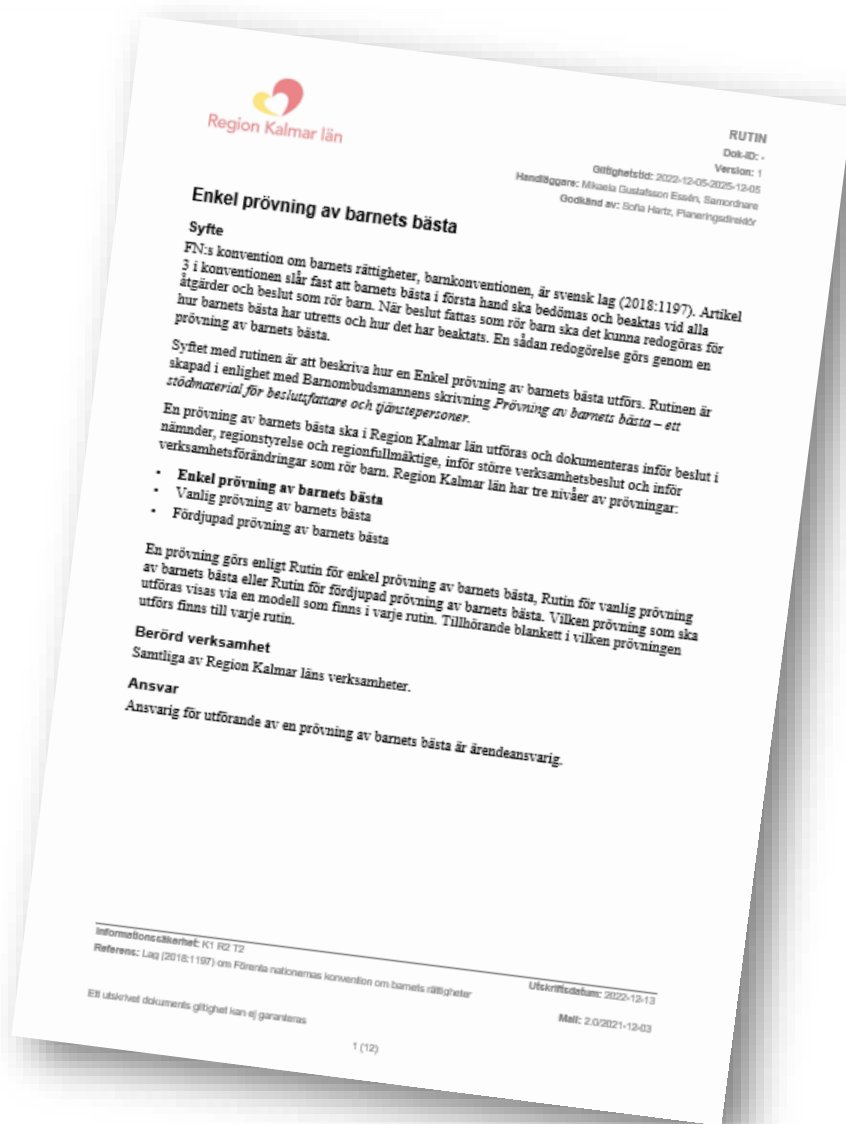 Region Kalmar län
RUTIN
Dok-ID: -
Version: 1
Giltighetstid: 2022-12-05-2025-12-05
Handläggare: Mikaela Gustafsson Essén, Samordnare
Godkänd av: Sofia Hartz, Planeringsdirektör
Enkel prövning av barnets bästa
Syfte
FN:s konvention om barnets rättigheter, barnkonventionen, är svensk lag (2018:1197). Artikel
3 i konventionen slår fast att barnets bästa i första hand ska bedömas och beaktas vid alla
åtgärder och beslut som rör barn. När beslut fattas som rör barn ska det kunna redogöras för
hur barnets bästa har utretts och hur det har beaktats. En sådan redogörelse görs genom en
prövning av barnets bästa.
Syftet med rutinen är att beskriva hur en Enkel prövning av barnets bästa utförs. Rutinen är
skapad i enlighet med Barnombudsmannens skrivning Prövning av barnets bästa – ett
stödmaterial för beslutsfattare och tjänstepersoner.
En prövning av barnets bästa ska i Region Kalmar län utföras och dokumenteras inför beslut i
nämnder, regionstyrelse och regionfullmäktige, inför större verksamhetsbeslut och inför
verksamhetsförändringar som rör barn. Region Kalmar län har tre nivåer av prövningar:
• Enkel prövning av barnets bästa
• Vanlig prövning av barnets bästa
• Fördjupad prövning av barnets bästa
En prövning görs enligt Rutin för enkel prövning av barnets bästa, Rutin för vanlig prövning
av barnets bästa eller Rutin för fördjupad prövning av barnets bästa. Vilken prövning som ska
utföras visas via en modell som finns i varje rutin. Tillhörande blankett i vilken prövningen
utförs finns till varje rutin.
Berörd verksamhet
Samtliga av Region Kalmar läns verksamheter.
Ansvar
Ansvarig för utförande av en prövning av barnets bästa är ärendeansvarig.
Informationssäkerhet: K1 R2 T2
Utskriftsdatum: 2022-12-13
Referens: Lag (2018:1197) om Förenta nationernas konvention om barnets rättigheter
Mall: 2.0/2021-12-03
Ett utskrivet dokuments giltighet kan ej garanteras
1 (12)